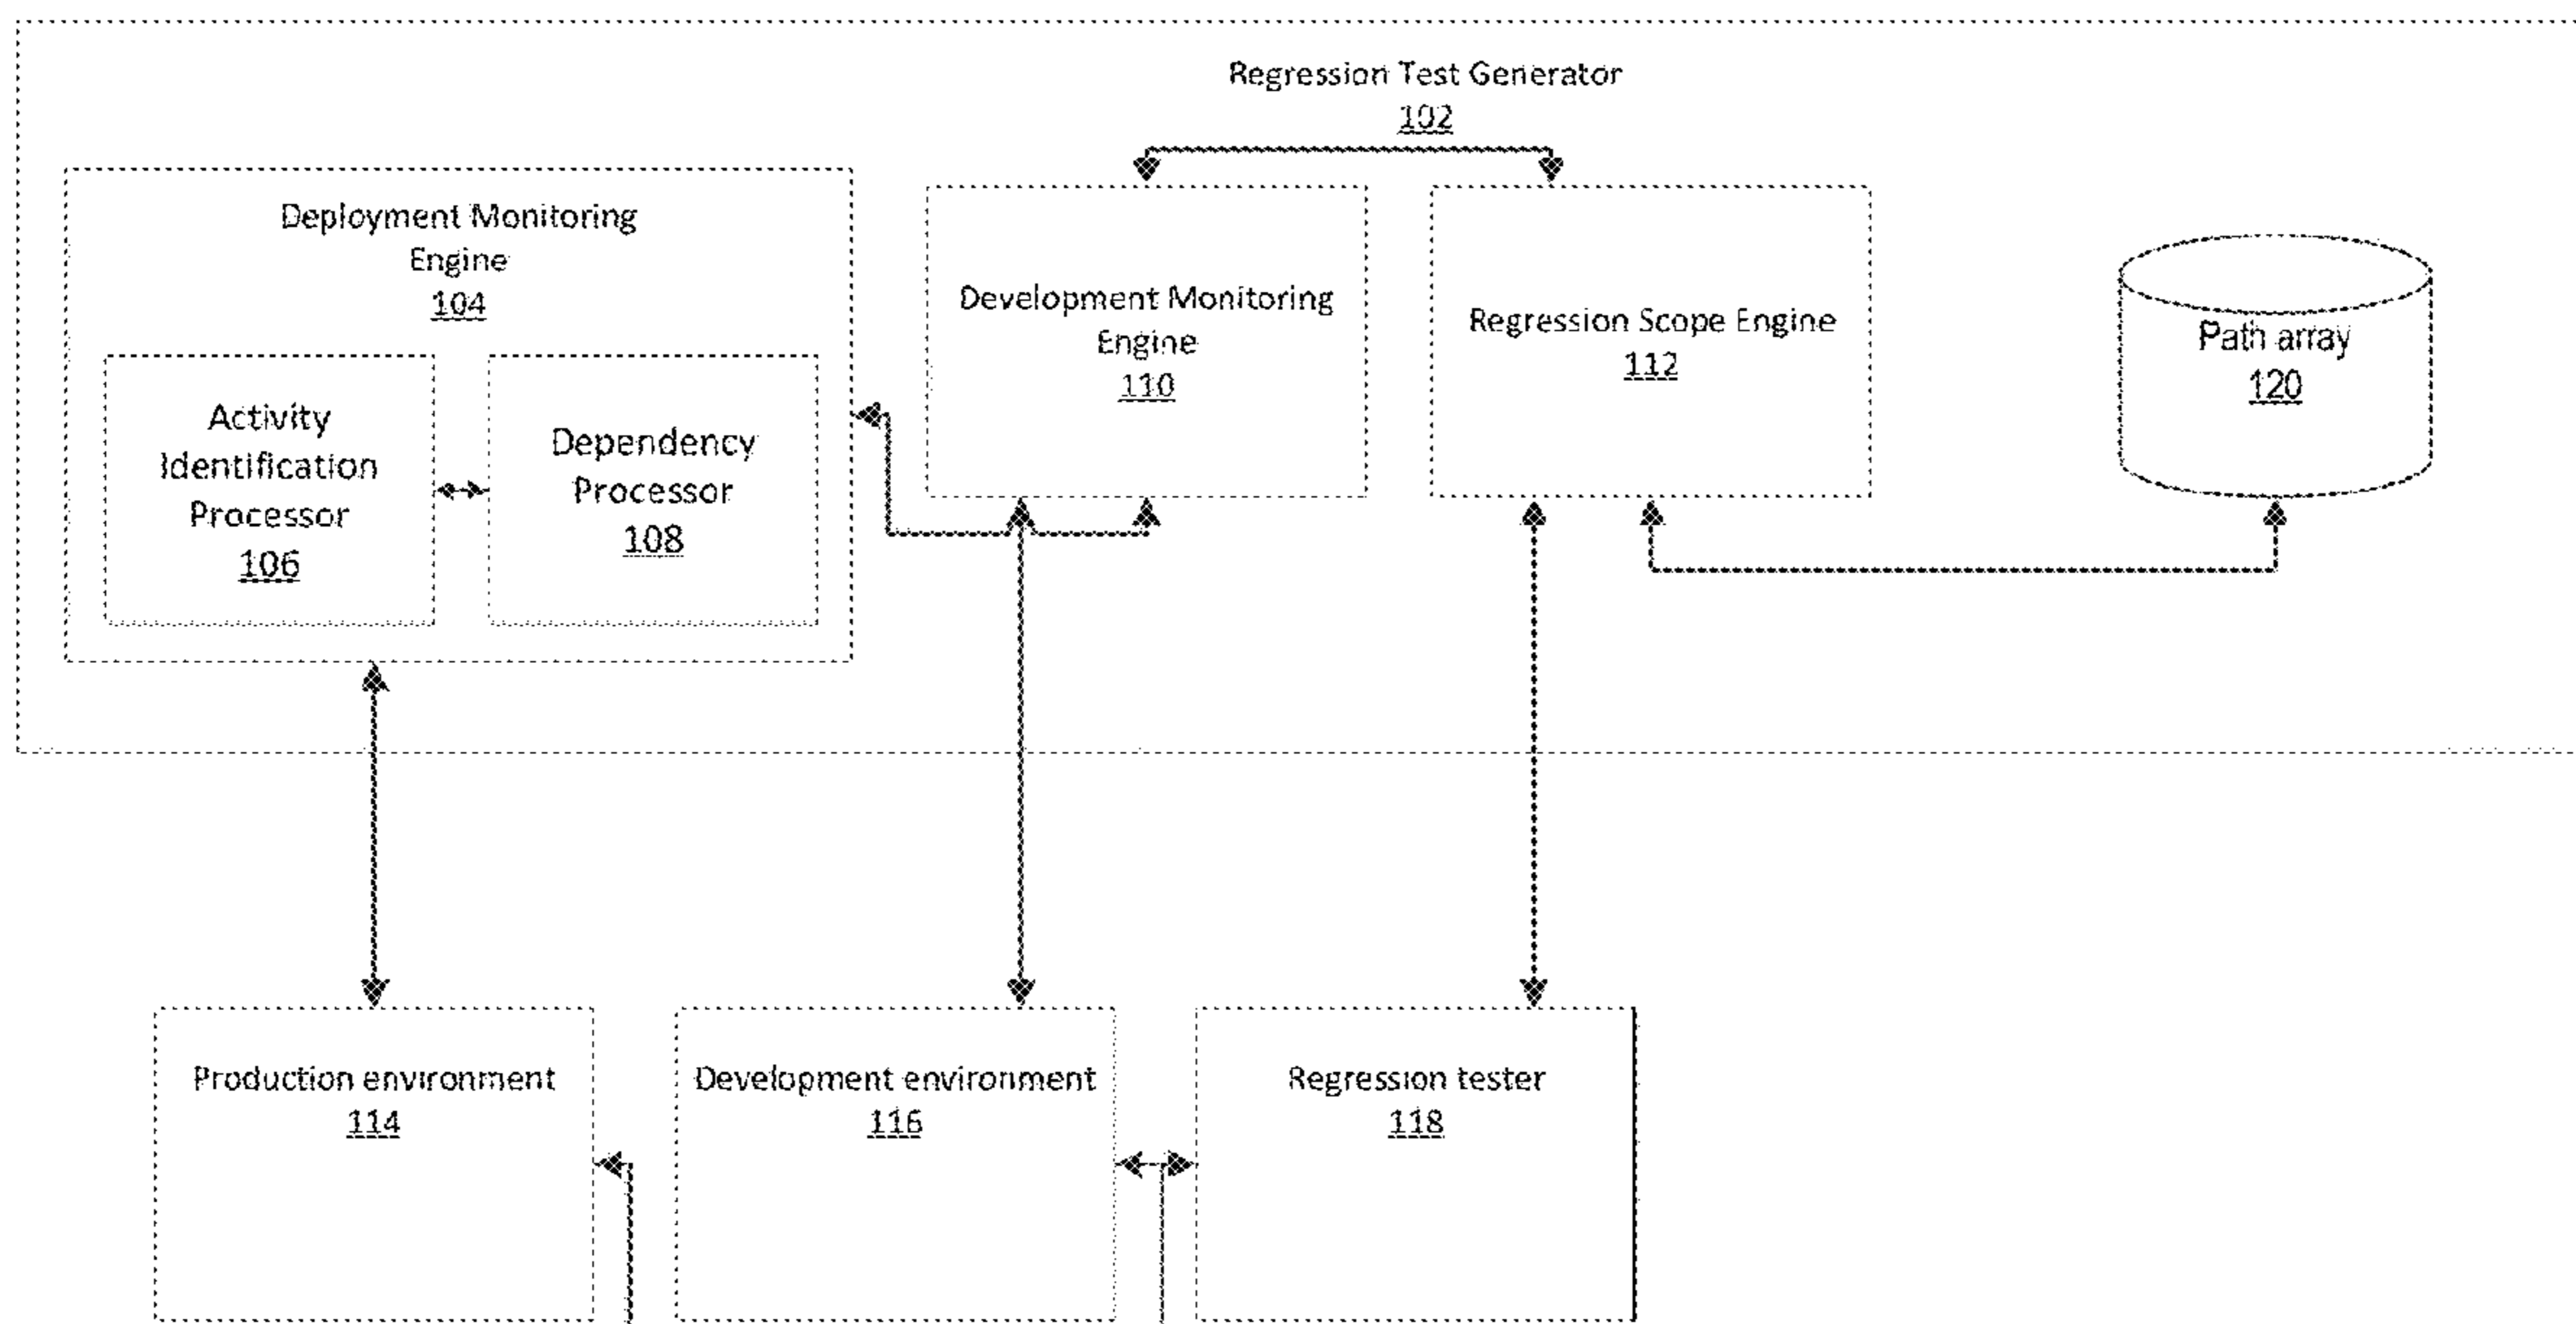 Regression Test Generator
102
Deployment Monitoring
Engine
104
Activity
Identification
Processor
106
Dependency
Processor
108
Development Monitoring
Engine
110
Regression Scope Engine
112
Path array
120
Production environment
114
Development environment
116
Regression tester
118